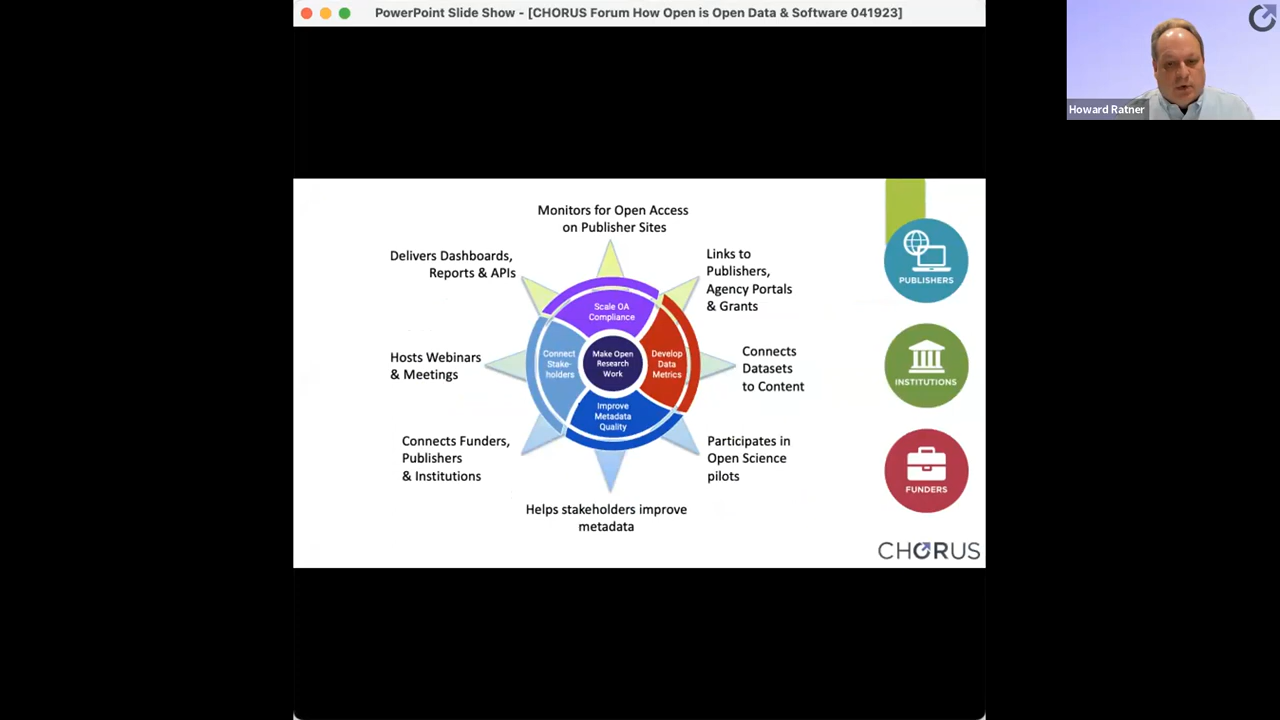 PowerPoint Slide Show - [CHORUS Forum How Open is Open Data & Software 041923]
Howard Ratner
Monitors for Open Access
on Publisher Sites
Delivers Dashboards,
Reports & APIs
Links to
Publishers,
Agency Portals
& Grants
Hosts Webinars
& Meetings
Connects
Datasets
to Content
Connects Funders,
Publishers
& Institutions
Participates in
Open Science
pilots
Helps stakeholders improve
metadata
Scale OA
Compliance
Connect
Stake-
holders
Make Open
Research
Work
Develop
Data
Metrics
Improve
Metadata
Quality
PUBLISHERS
INSTITUTIONS
FUNDERS
CHORUS